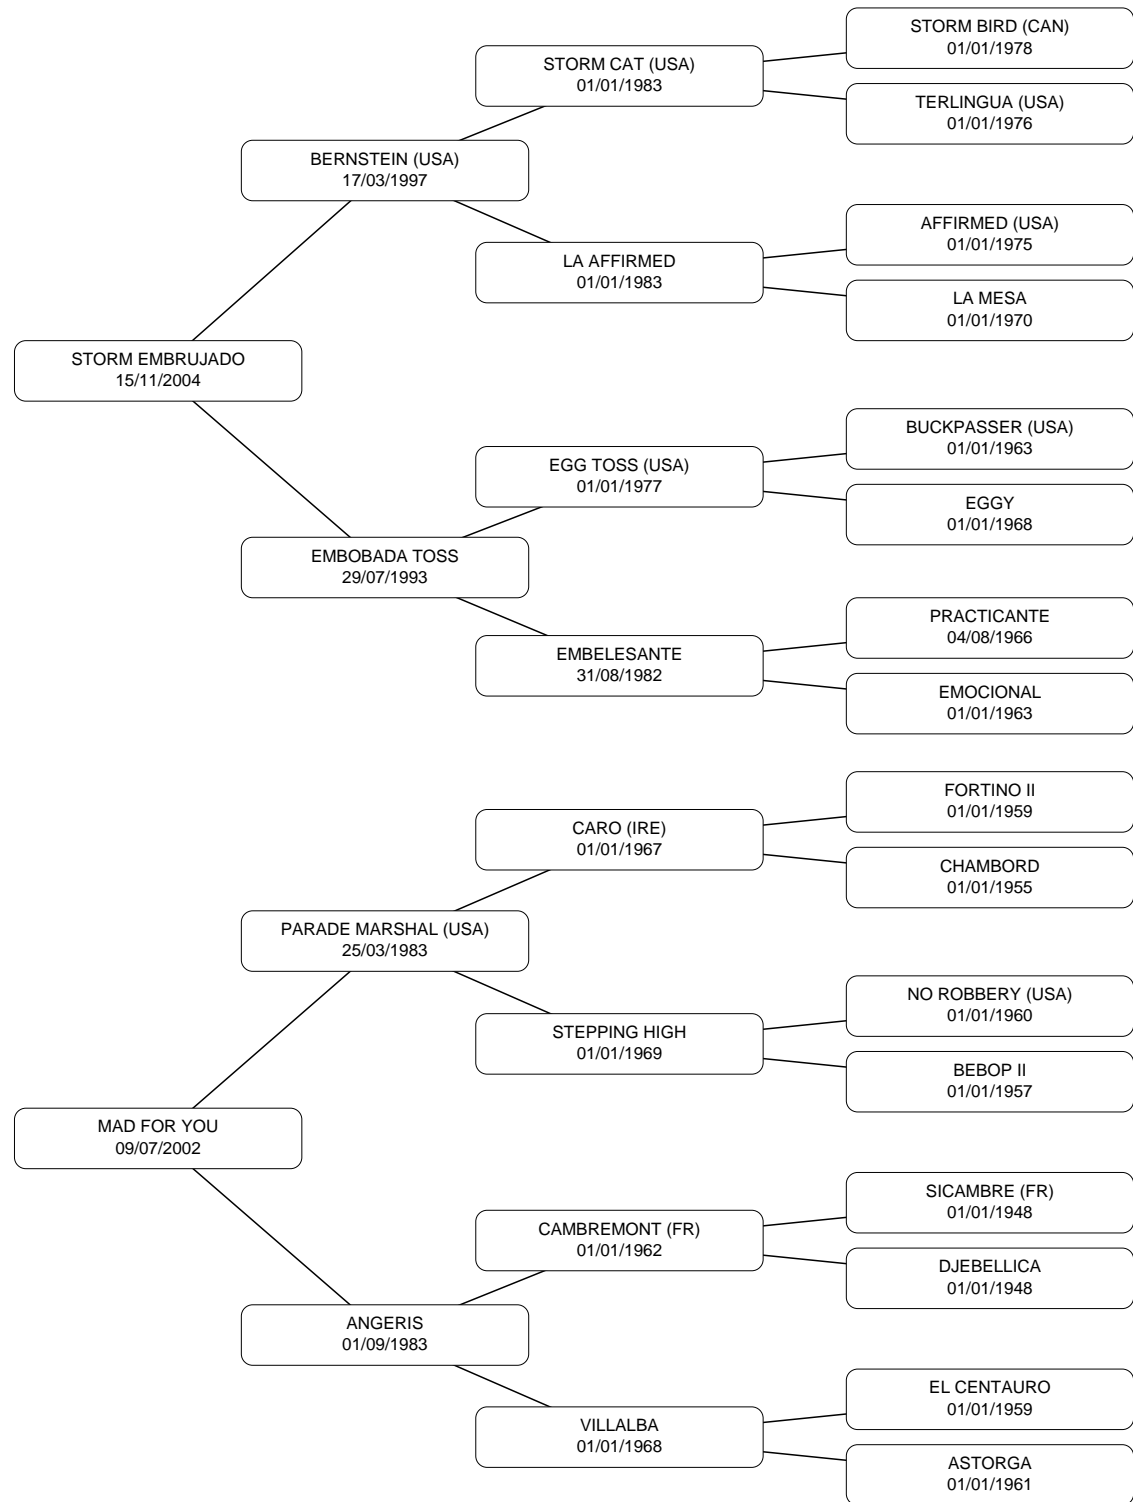 STORM BIRD (CAN)
01/01/1978
STORM CAT (USA)
01/01/1983
TERLINGUA (USA)
01/01/1976
BERNSTEIN (USA)
17/03/1997
AFFIRMED (USA)
01/01/1975
LA AFFIRMED
01/01/1983
LA MESA
01/01/1970
STORM EMBRUJADO
15/11/2004
BUCKPASSER (USA)
01/01/1963
EGG TOSS (USA)
01/01/1977
EGGY
01/01/1968
EMBOBADA TOSS
29/07/1993
PRACTICANTE
04/08/1966
EMBELESANTE
31/08/1982
EMOCIONAL
01/01/1963
FORTINO II
01/01/1959
CARO (IRE)
01/01/1967
CHAMBORD
01/01/1955
PARADE MARSHAL (USA)
25/03/1983
NO ROBBERY (USA)
01/01/1960
STEPPING HIGH
01/01/1969
BEBOP II
01/01/1957
MAD FOR YOU
09/07/2002
SICAMBRE (FR)
01/01/1948
CAMBREMONT (FR)
01/01/1962
DJEBELLICA
01/01/1948
ANGERIS
01/09/1983
EL CENTAURO
01/01/1959
VILLALBA
01/01/1968
ASTORGA
01/01/1961